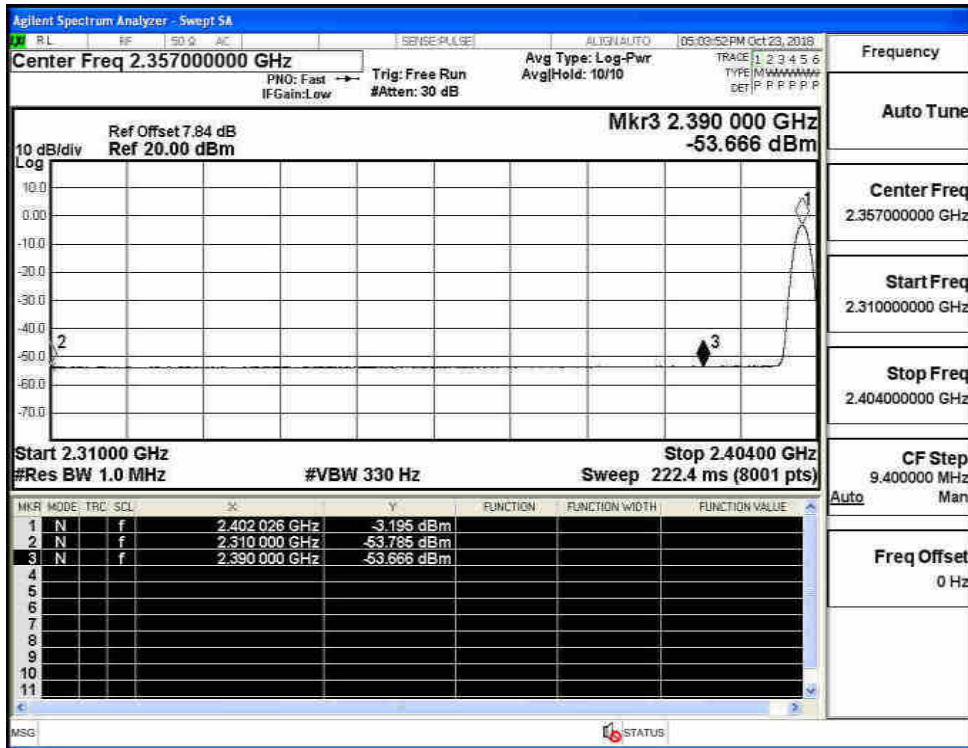 Agilent Spectrum Analyzer - Swept SA
RL RF 50 Ω AC SENSE:PULSE ALIGNAUTO 05:03:52 PM Oct 23, 2018
Center Freq 2.357000000 GHz
PNO: Fast
IFGain:Low
Trig: Free Run
#Atten: 30 dB
Avg Type: Log-Pwr
Avg|Hold: 10/10
TRACE 1 2 3 4 5 6
TYPE M WWWWW
DET P P P P P P
Mkr3 2.390 000 GHz
-53.666 dBm
Ref Offset 7.84 dB
10 dB/div Ref 20.00 dBm
Log
10.0
0.00
-10.0
-20.0
-30.0
-40.0
-50.0
-60.0
-70.0
1
2
3
Start 2.31000 GHz Stop 2.40400 GHz
#Res BW 1.0 MHz #VBW 330 Hz Sweep 222.4 ms (8001 pts)
MKR MODE TRC SCL X Y FUNCTION FUNCTION WIDTH FUNCTION VALUE
1 N f 2.402 026 GHz -3.195 dBm
2 N f 2.310 000 GHz -53.785 dBm
3 N f 2.390 000 GHz -53.666 dBm
4
5
6
7
8
9
10
11
MSG STATUS
Frequency
Auto Tune
Center Freq
2.357000000 GHz
Start Freq
2.310000000 GHz
Stop Freq
2.404000000 GHz
CF Step
9.400000 MHz
Auto Man
Freq Offset
0 Hz